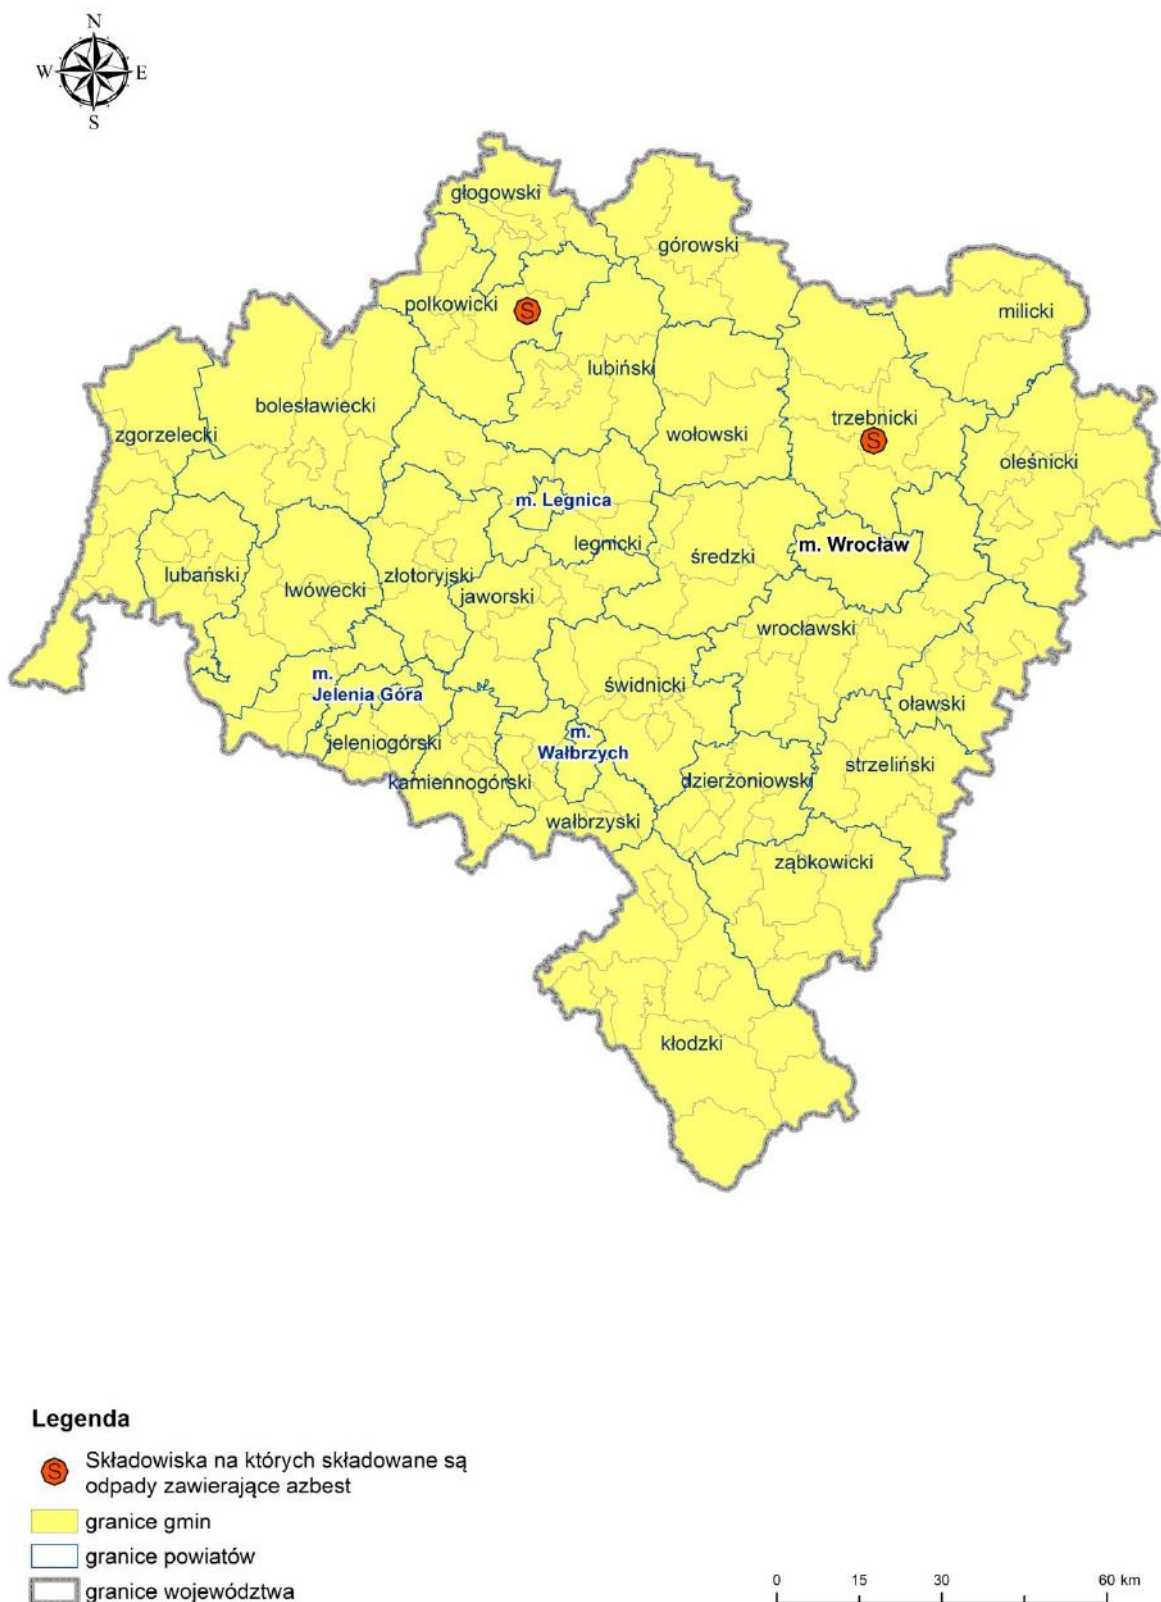 N
W E
S
głogowski
górowski
polkowicki
S
milicki
lubiński
bolesławiecki
trzebnicki
zgorzelecki
wołowski
S
oleśnicki
m. Legnica
legnicki
m. Wrocław
średzki
lubański
złotoryjski
lwówecki
jaworski
wrocławski
m.
Jelenia Góra
świdnicki
oławski
m.
Wałbrzych
jeleniogórski
strzeliński
kamiennogórski
dzierżoniowski
wałbrzyski
ząbkowicki
kłodzki
Legenda
S
Składowiska na których składowane są
odpady zawierające azbest
granice gmin
granice powiatów
granice województwa
0 15 30 60 km